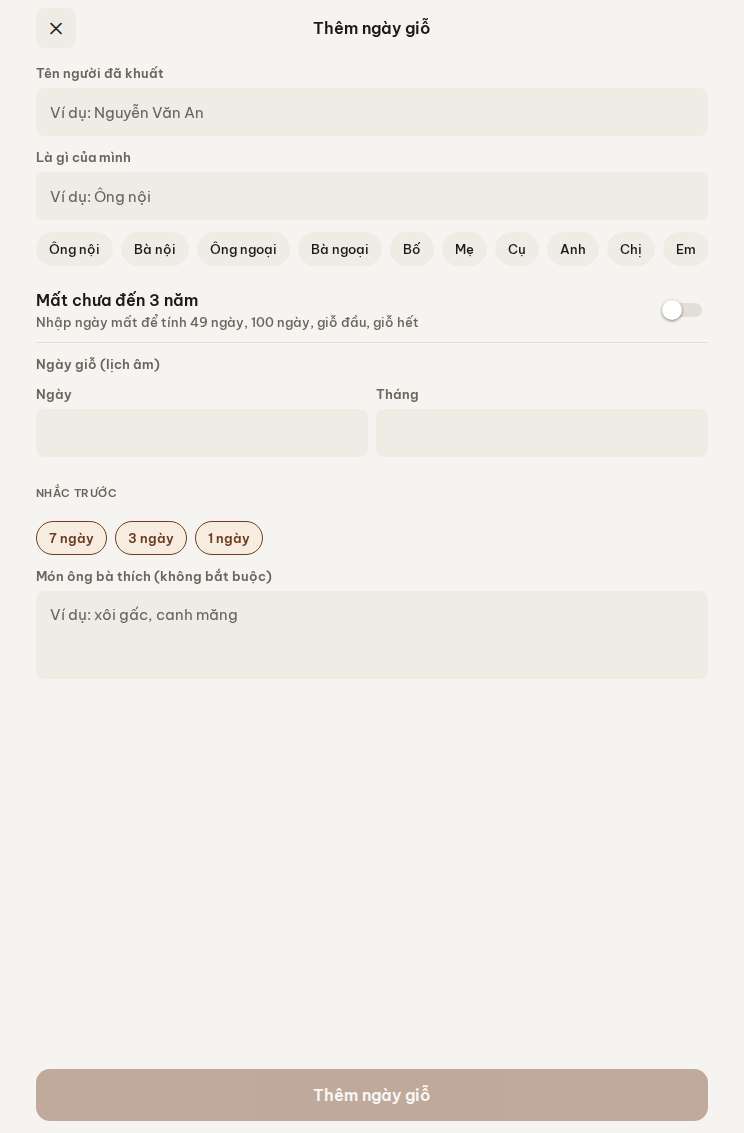 Thêm ngày giỗ
Tên người đã khuất
Ví dụ: Nguyễn Văn An
Là gì của mình
Ví dụ: Ông nội
Ông nội Bà nội Ông ngoại Bà ngoại Bố Mẹ Cụ Anh Chị Em
Mất chưa đến 3 năm
Nhập ngày mất để tính 49 ngày, 100 ngày, giỗ đầu, giỗ hết
Ngày giỗ (lịch âm)
Ngày Tháng
NHẮC TRƯỚC
7 ngày 3 ngày 1 ngày
Món ông bà thích (không bắt buộc)
Ví dụ: xôi gấc, canh măng
Thêm ngày giỗ